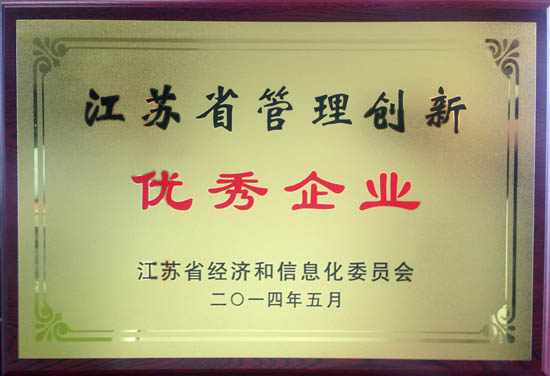 江苏省管理创新
优秀企业
江苏省经济和信息化委员会
二〇一四年五月